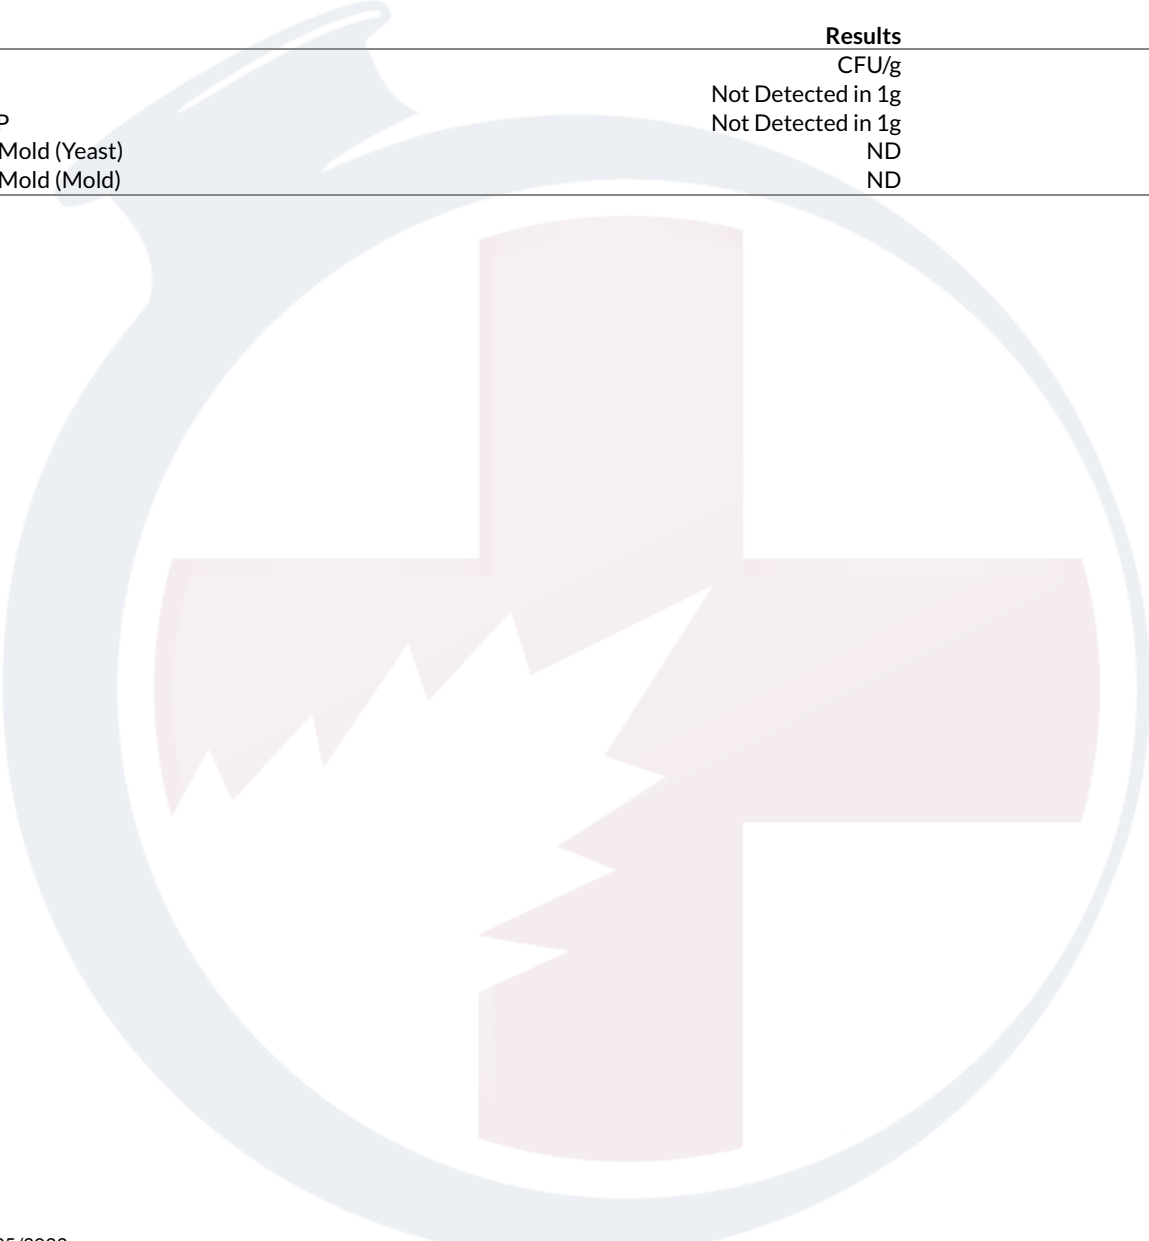 Results
CFU/g
Not Detected in 1g
P Not Detected in 1g
Mold (Yeast) ND
Mold (Mold) ND